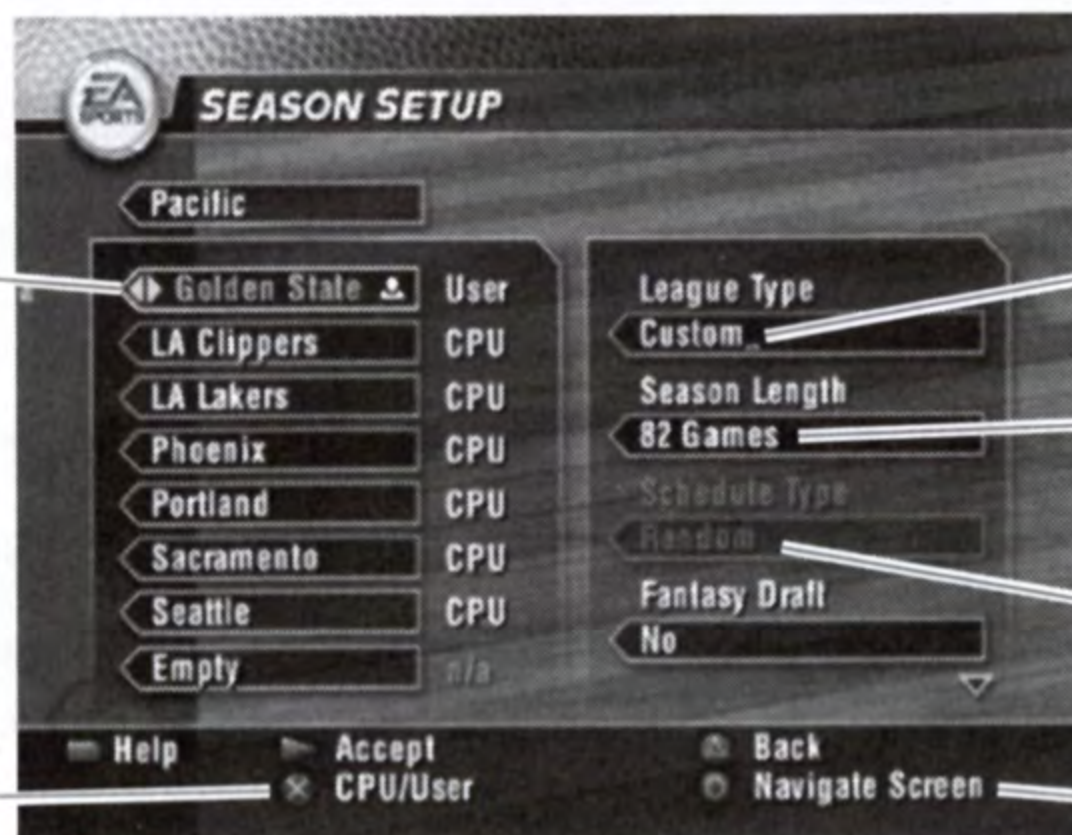 EA
SPORTS
SEASON SETUP
Pacific
Golden State User
LA Clippers CPU
LA Lakers CPU
Phoenix CPU
Portland CPU
Sacramento CPU
Seattle CPU
Empty n/a
League Type
Custom
Season Length
82 Games
Schedule Type
Random
Fantasy Draft
No
Help Accept Back
CPU/User Navigate Screen